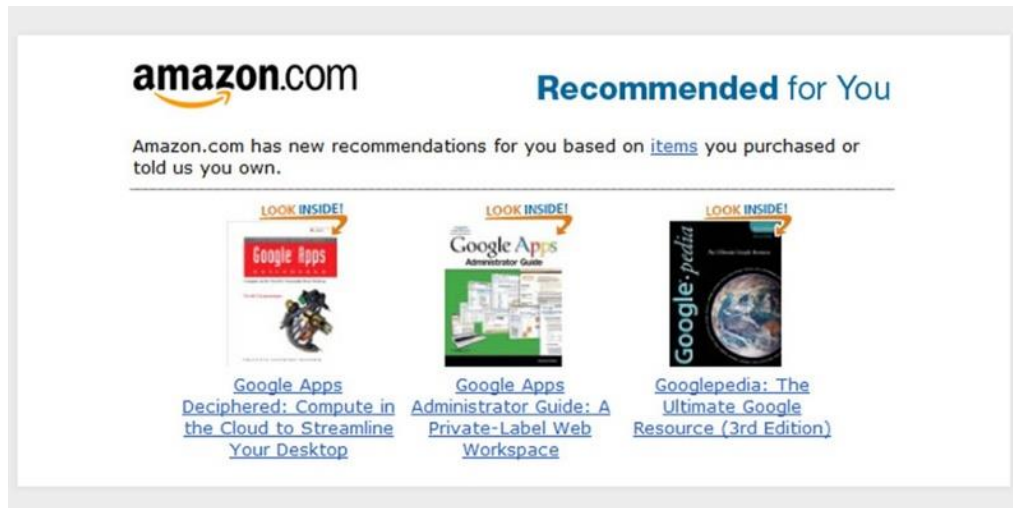 amazon.com
Recommended for You
Amazon.com has new recommendations for you based on items you purchased or
told us you own.
LOOK INSIDE!
LOOK INSIDE!
LOOK INSIDE!
Google Apps
Google Apps
Administrator Guide
Google·pedia
Google Apps
Deciphered: Compute in
the Cloud to Streamline
Your Desktop
Google Apps
Administrator Guide: A
Private-Label Web
Workspace
Googlepedia: The
Ultimate Google
Resource (3rd Edition)